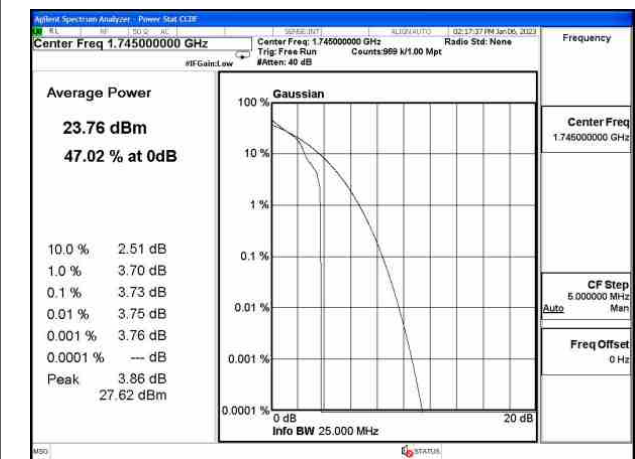 Agilent Spectrum Analyzer - Power Stat CCDF
RL RF 50 Ω AC SENSE:INT ALIGN AUTO 02:17:37 PM Jan 06, 2023
Center Freq 1.745000000 GHz
Center Freq: 1.745000000 GHz Radio Std: None
Trig: Free Run Counts:989 k/1.00 Mpt
#IFGain:Low #Atten: 40 dB
Frequency
Average Power
23.76 dBm
47.02 % at 0dB
10.0 % 2.51 dB
1.0 % 3.70 dB
0.1 % 3.73 dB
0.01 % 3.75 dB
0.001 % 3.76 dB
0.0001 % --- dB
Peak 3.86 dB
27.62 dBm
Gaussian
100 %
10 %
1 %
0.1 %
0.01 %
0.001 %
0.0001 %
0 dB 20 dB
Info BW 25.000 MHz
Center Freq
1.745000000 GHz
CF Step
5.000000 MHz
Auto Man
Freq Offset
0 Hz
MSG STATUS